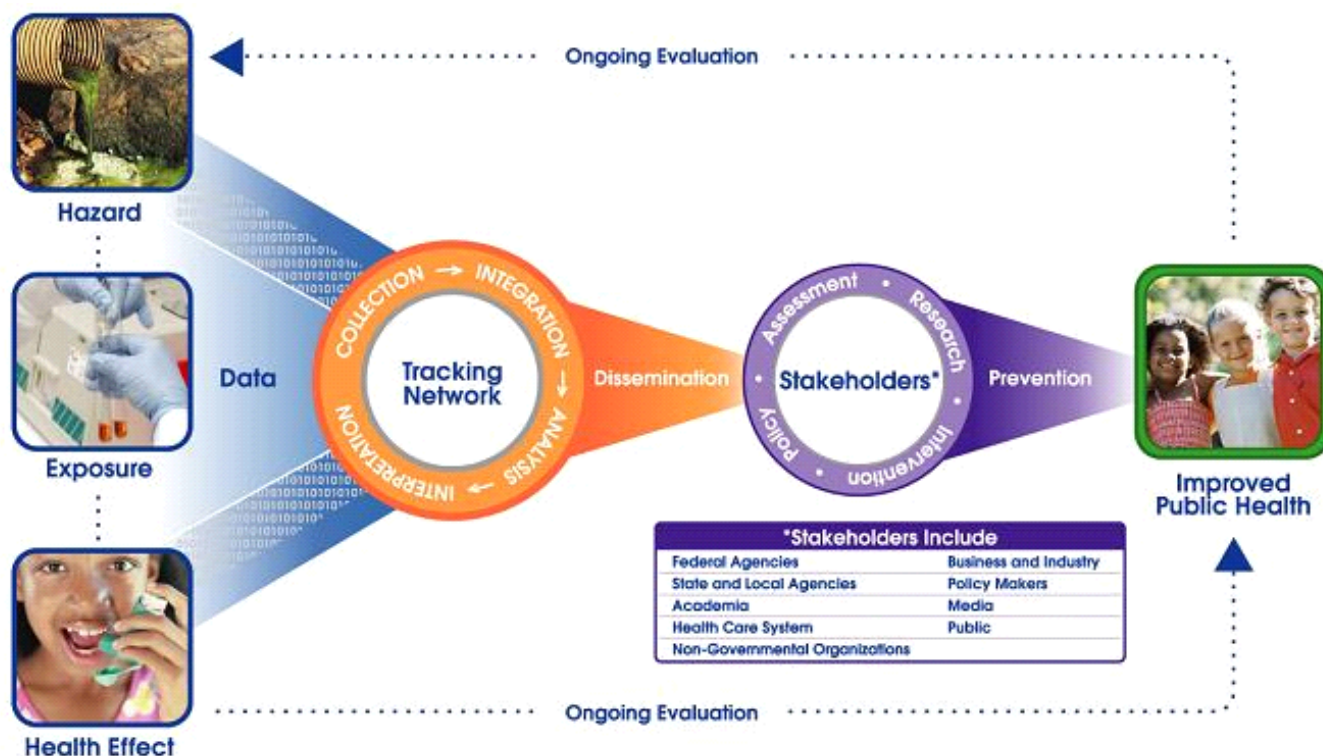 Ongoing Evaluation
Hazard
Exposure
Health Effect
Data
COLLECTION → INTEGRATION → ANALYSIS → INTERPRETATION
Tracking
Network
Dissemination
Assessment • Research • Intervention • Policy •
Stakeholders*
Prevention
Improved
Public Health
*Stakeholders Include
Federal Agencies
Business and Industry
State and Local Agencies
Policy Makers
Academia
Media
Health Care System
Public
Non-Governmental Organizations
Ongoing Evaluation